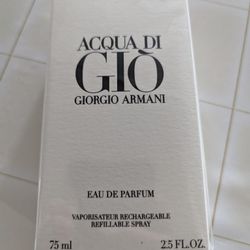 ACQUA DI
GIÒ
GIORGIO ARMANI
EAU DE PARFUM
VAPORISATEUR RECHARGEABLE
REFILLABLE SPRAY
75 ml 2.5 FL.OZ.